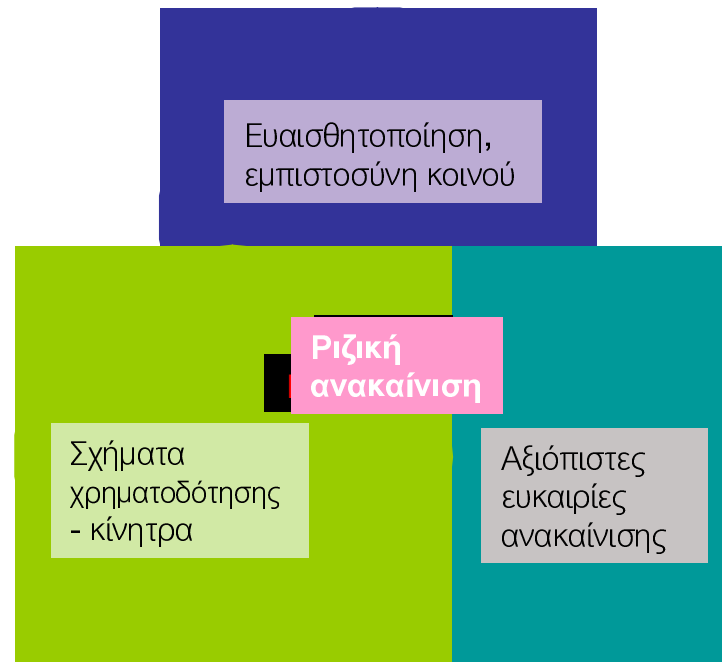 Ευαισθητοποίηση,
εμπιστοσύνη κοινού
Ριζική
ανακαίνιση
Σχήματα
χρηματοδότησης
- κίνητρα
Αξιόπιστες
ευκαιρίες
ανακαίνισης